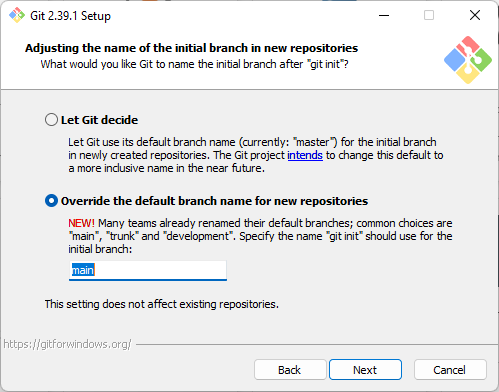 Git 2.39.1 Setup
Adjusting the name of the initial branch in new repositories
What would you like Git to name the initial branch after "git init"?
Let Git decide
Let Git use its default branch name (currently: "master") for the initial branch
in newly created repositories. The Git project intends to change this default to
a more inclusive name in the near future.
Override the default branch name for new repositories
NEW! Many teams already renamed their default branches; common choices are
"main", "trunk" and "development". Specify the name "git init" should use for the
initial branch:
main
This setting does not affect existing repositories.
https://gitforwindows.org/
Back
Next
Cancel